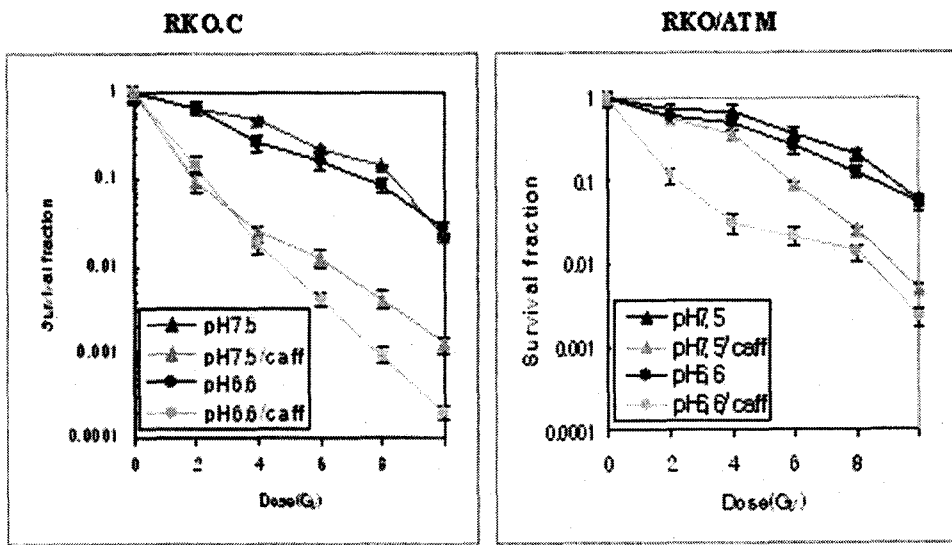 RKO.C
Survival fraction
1
0.1
0.01
0.001
0.0001
pH7.5
pH7.5/caff
pH6.6
pH6.6/caff
0 2 4 6 8
Dose(Gy)
RKO/ATM
Survival fraction
1
0.1
0.01
0.001
0.0001
pH7,5
pH7,5/caff
pH6,6
pH6,6/caff
0 2 4 6 8
Dose(Gy)